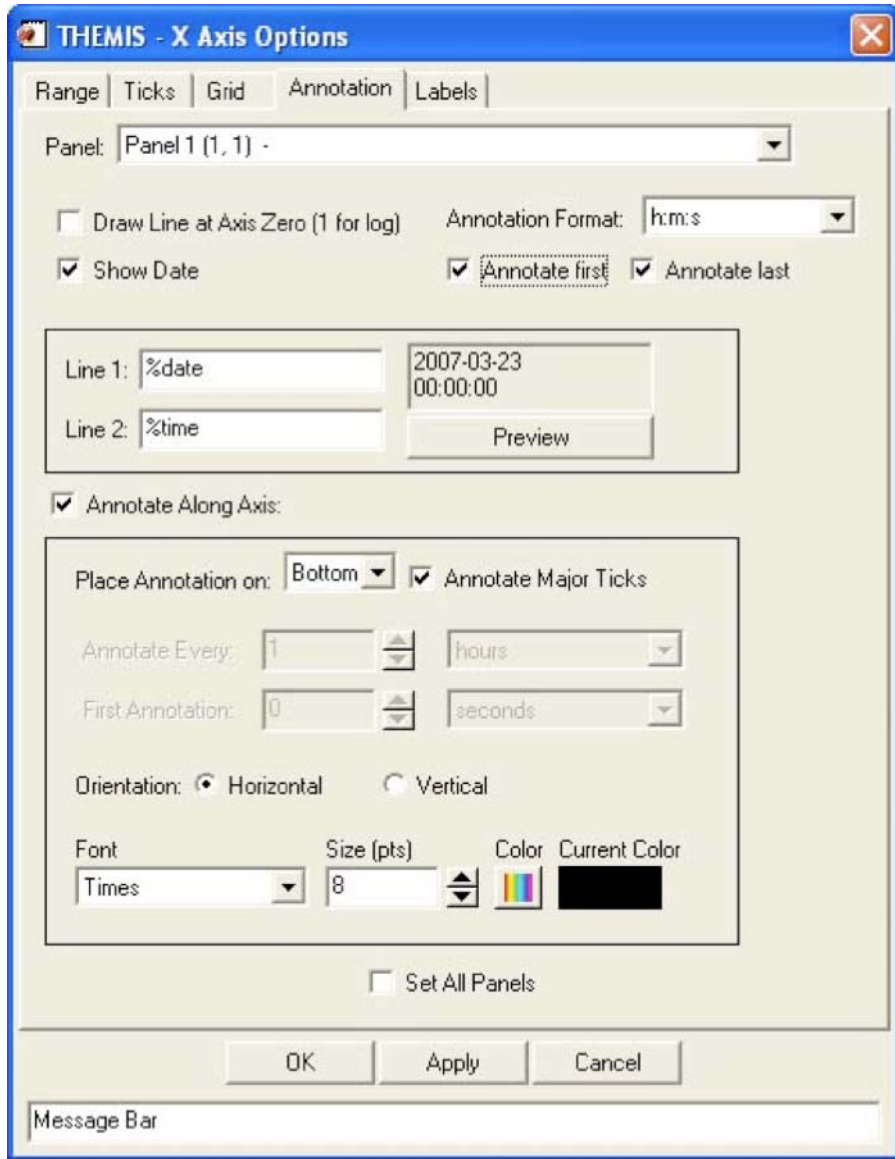 THEMIS - X Axis Options
Range Ticks Grid Annotation Labels
Panel: Panel 1 (1, 1) -
Draw Line at Axis Zero (1 for log) Annotation Format: h:m:s
Show Date Annotate first Annotate last
Line 1: %date 2007-03-23
00:00:00
Line 2: %time Preview
Annotate Along Axis:
Place Annotation on: Bottom Annotate Major Ticks
Annotate Every: 1 hours
First Annotation: 0 seconds
Orientation: Horizontal Vertical
Font Size (pts) Color Current Color
Times 8
Set All Panels
OK Apply Cancel
Message Bar